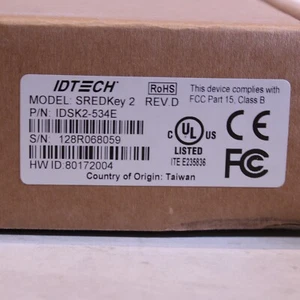 IDTECH® RoHS This device complies with
MODEL: SREDKey 2 REV.D FCC Part 15, Class B
P/N: IDSK2-534E
C UL US FC
S/N: 128R068059 LISTED
ITE E235836
HW ID.80172004
Country of Origin: Taiwan